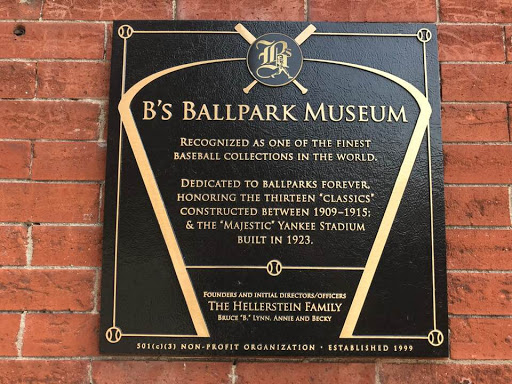 B's
B's Ballpark Museum
Recognized as one of the finest
baseball collections in the world.
Dedicated to ballparks forever,
honoring the thirteen "classics"
constructed between 1909–1915;
& the "Majestic" Yankee Stadium
built in 1923.
Founders and initial directors/officers
The Hellerstein Family
Bruce "B," Lynn, Annie and Becky
501(c)(3) Non-Profit Organization • Established 1999